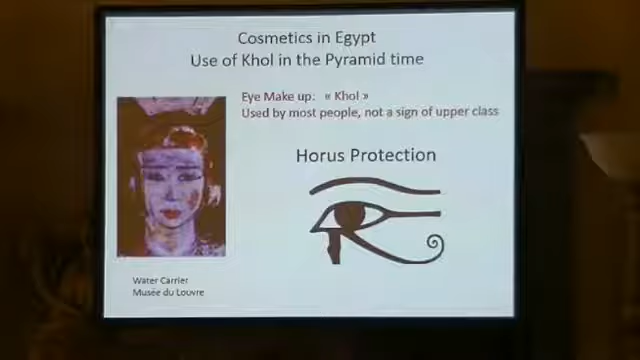 Cosmetics in Egypt
Use of Khol in the Pyramid time
Eye Make up: « Khol »
Used by most people, not a sign of upper class
Horus Protection
Water Carrier
Musée du Louvre